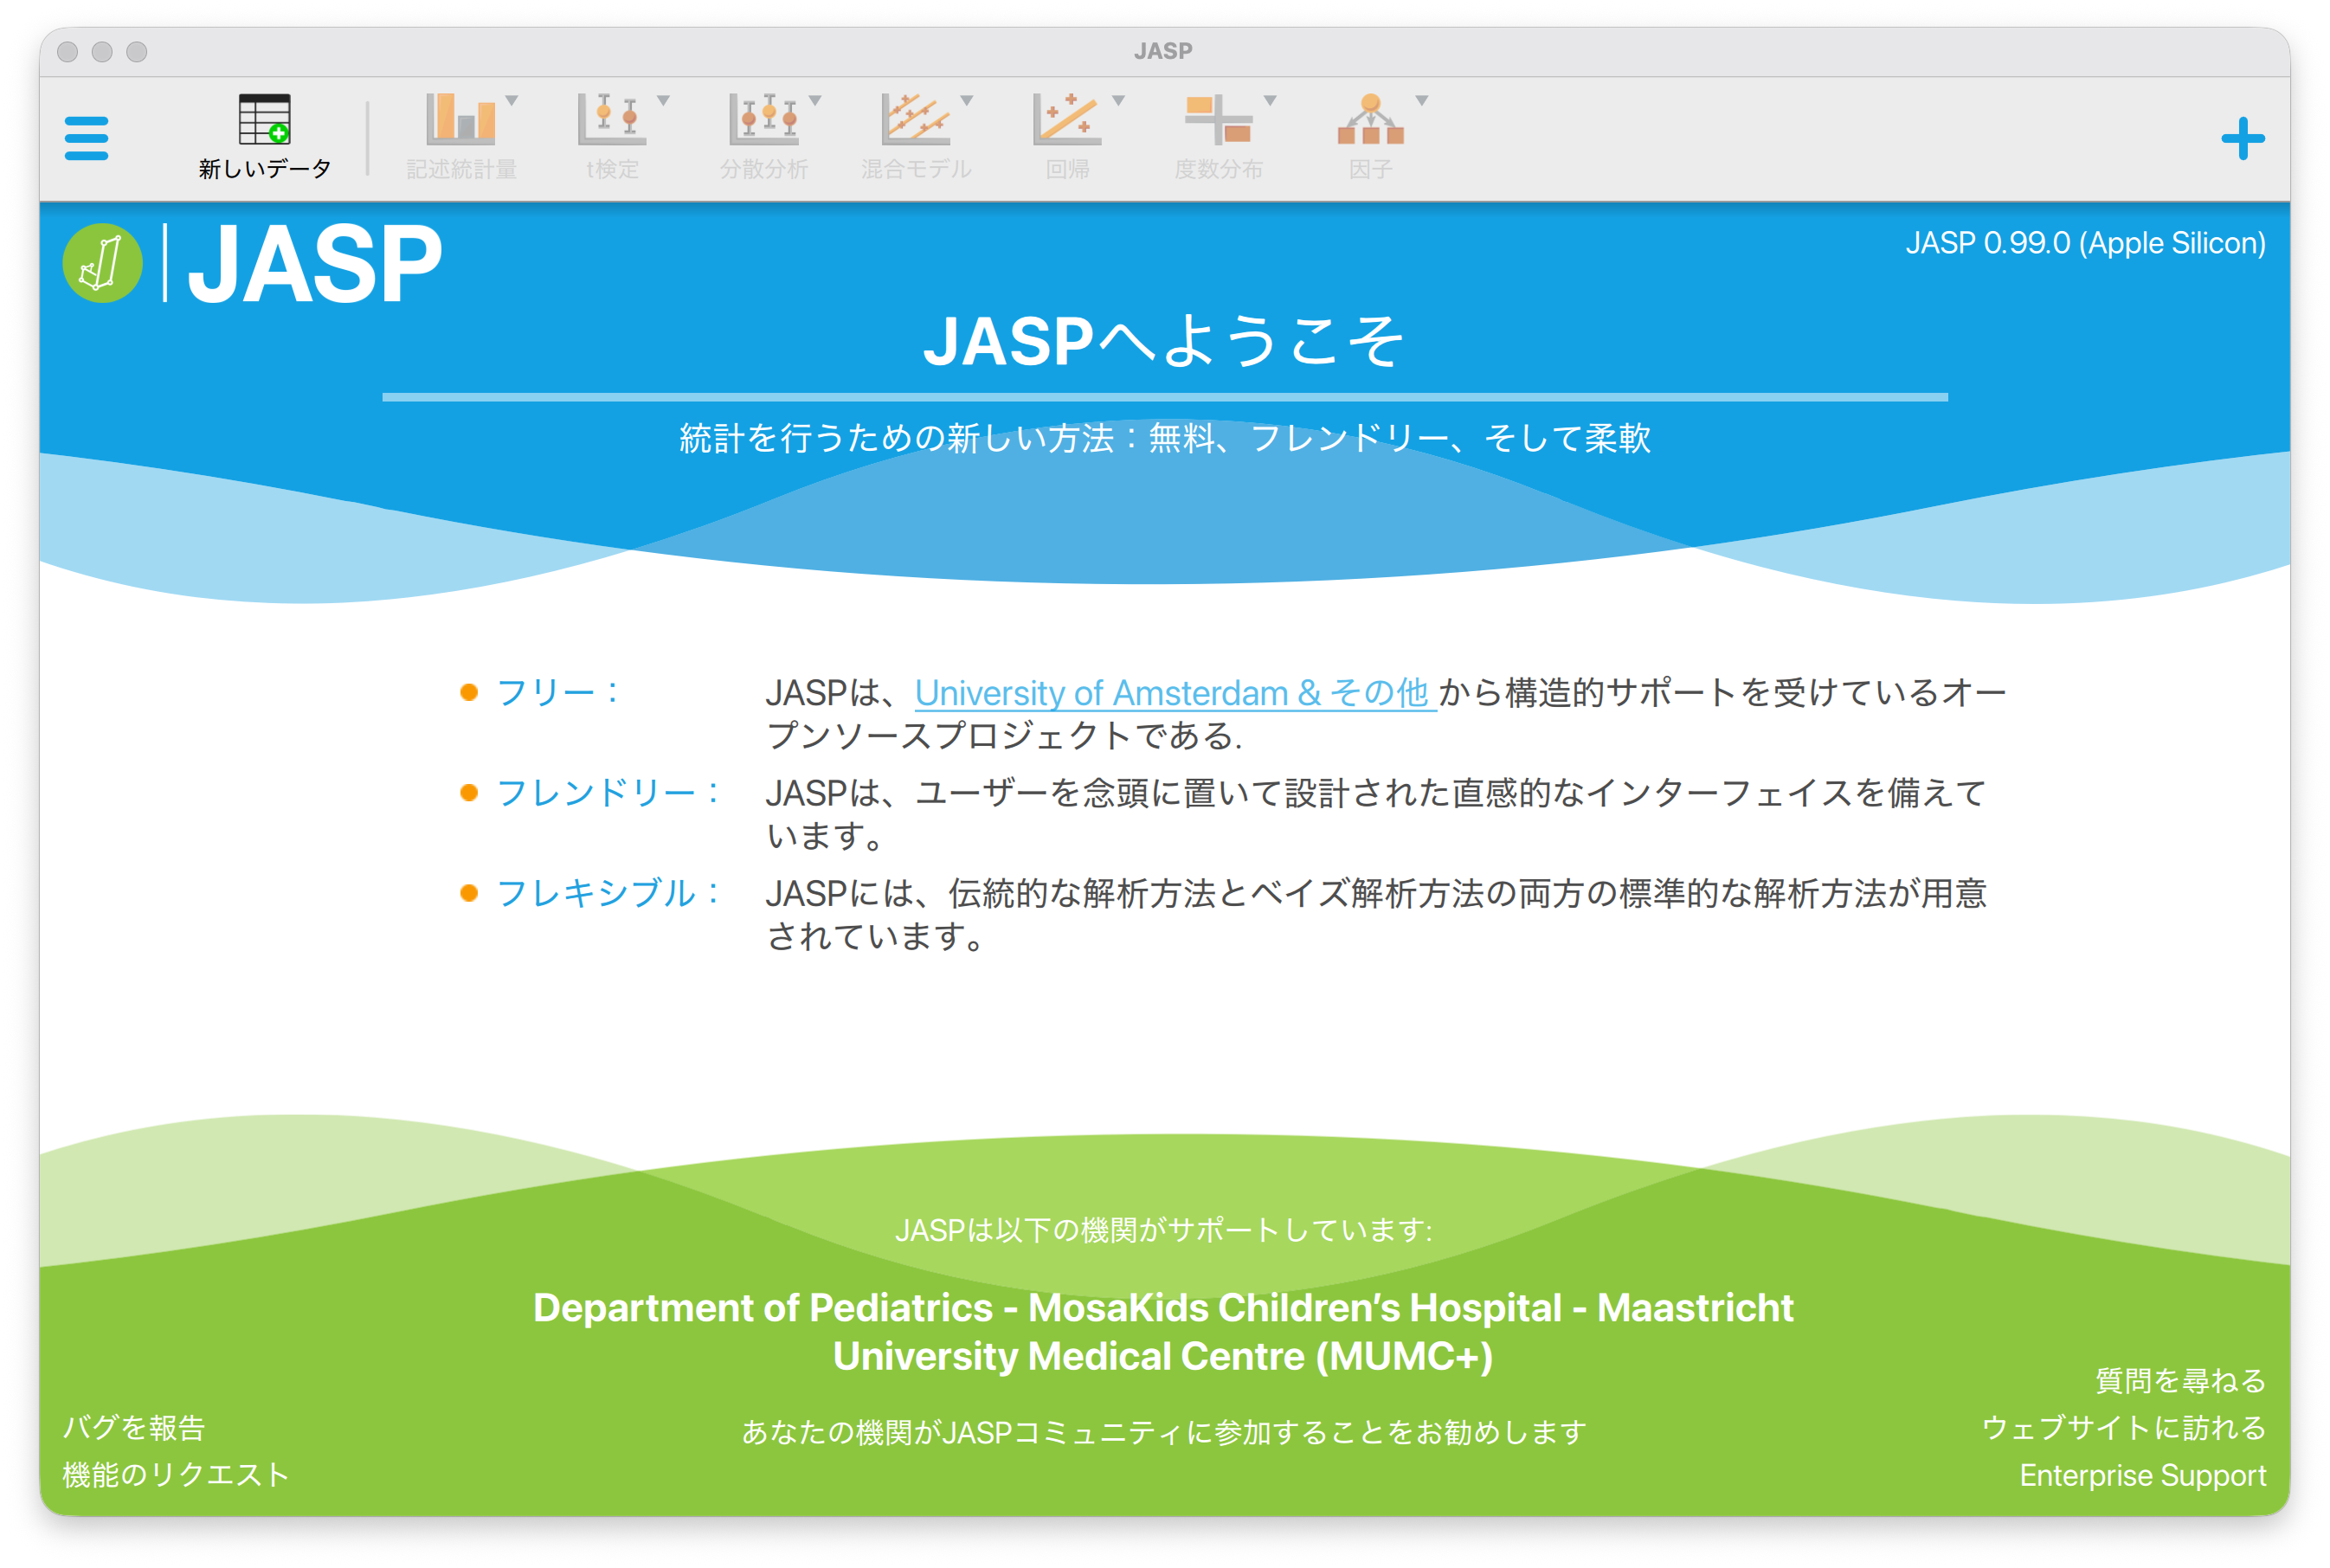 JASP
新しいデータ
記述統計量
t検定
分散分析
混合モデル
回帰
度数分布
因子
JASP
JASP 0.99.0 (Apple Silicon)
JASPへようこそ
統計を行うための新しい方法：無料、フレンドリー、そして柔軟
フリー：
JASPは、University of Amsterdam & その他 から構造的サポートを受けているオー
プンソースプロジェクトである.
フレンドリー：
JASPは、ユーザーを念頭に置いて設計された直感的なインターフェイスを備えて
います。
フレキシブル：
JASPには、伝統的な解析方法とベイズ解析方法の両方の標準的な解析方法が用意
されています。
JASPは以下の機関がサポートしています:
Department of Pediatrics - MosaKids Children’s Hospital - Maastricht
University Medical Centre (MUMC+)
あなたの機関がJASPコミュニティに参加することをお勧めします
バグを報告
機能のリクエスト
質問を尋ねる
ウェブサイトに訪れる
Enterprise Support